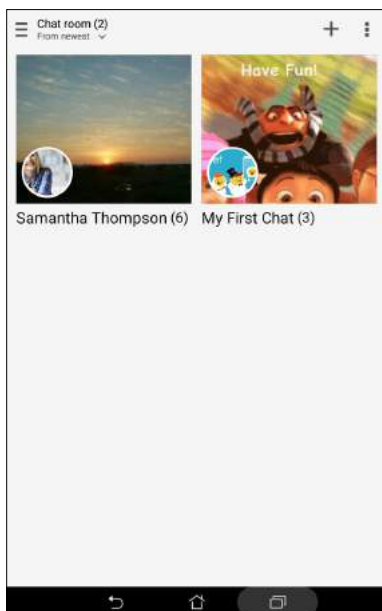 Chat room (2)
From newest
Have Fun!
Samantha Thompson (6)
My First Chat (3)